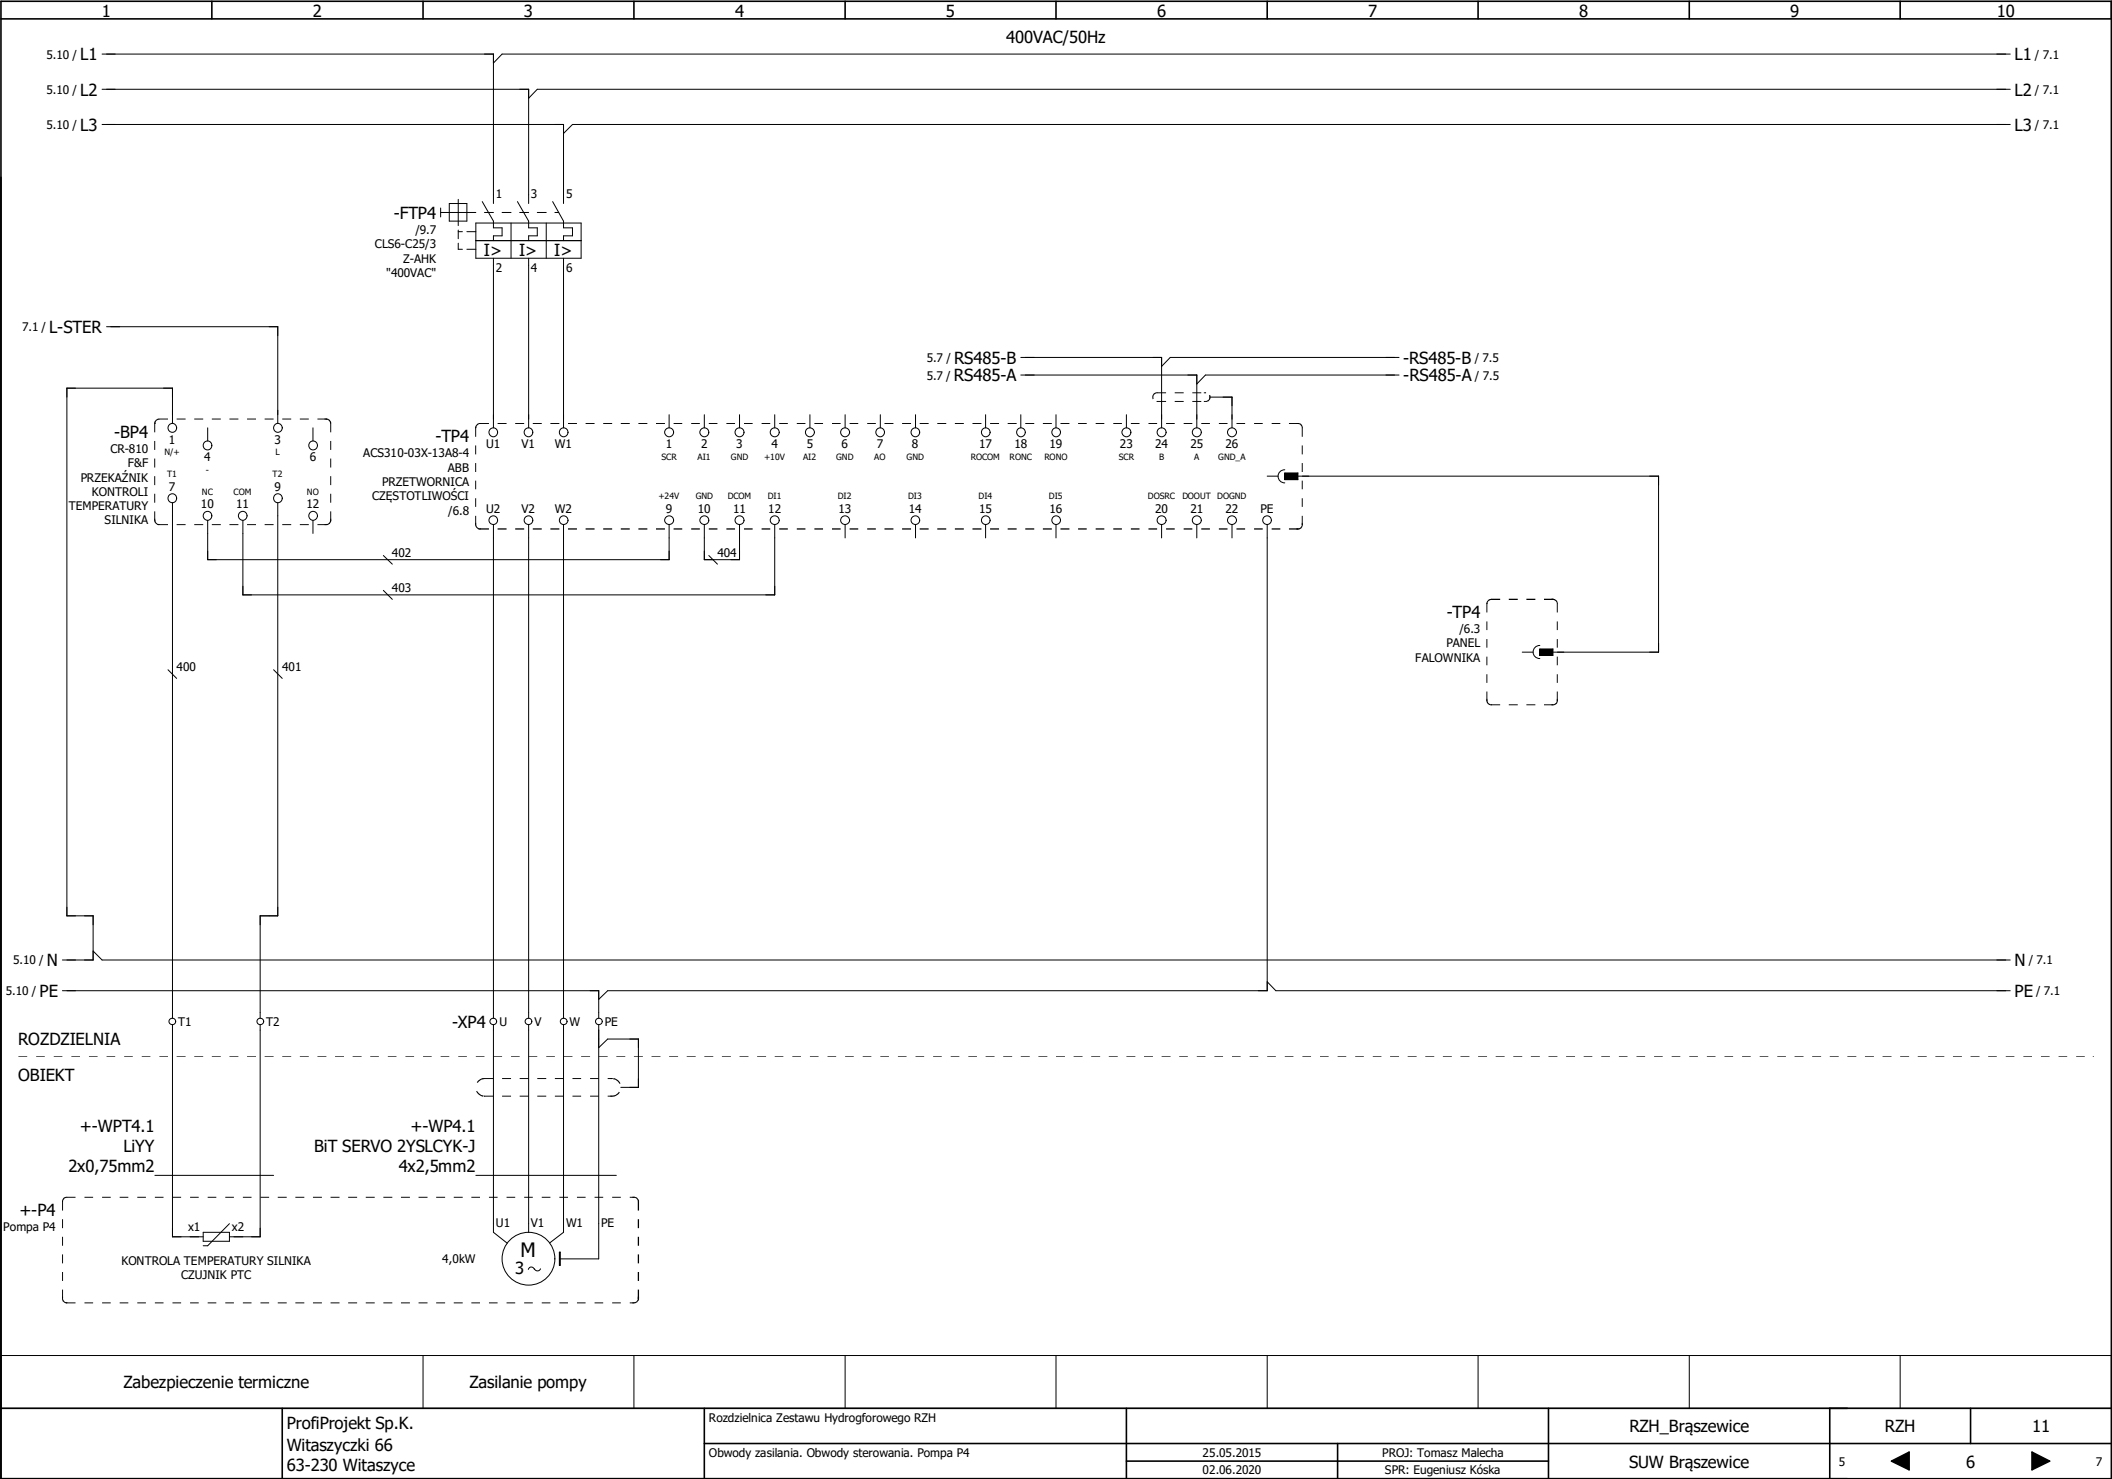 1 2 3 4 5 6 7 8 9 10
400VAC/50Hz
5.10 / L1
L1 / 7.1
5.10 / L2
L2 / 7.1
5.10 / L3
L3 / 7.1
1 3 5
-FTP4
/9.7
CLS6-C25/3
Z-AHK
"400VAC"
I> I> I>
2 4 6
7.1 / L-STER
5.7 / RS485-B
-RS485-B / 7.5
5.7 / RS485-A
-RS485-A / 7.5
-BP4
CR-810
F&F
PRZEKAŹNIK
KONTROLI
TEMPERATURY
SILNIKA
1 3
N/+ 4 L 6
-
T1 T2
7 NC COM 9 NO
10 11 12
-TP4
ACS310-03X-13A8-4
ABB
PRZETWORNICA
CZĘSTOTLIWOŚCI
/6.8
U1 V1 W1
1 2 3 4 5 6 7 8 17 18 19 23 24 25 26
SCR AI1 GND +10V AI2 GND AO GND ROCOM RONC RONO SCR B A GND_A
+24V GND DCOM DI1 DI2 DI3 DI4 DI5 DOSRC DOOUT DOGND
U2 V2 W2 9 10 11 12 13 14 15 16 20 21 22 PE
402
404
403
-TP4
/6.3
PANEL
FALOWNIKA
400
401
5.10 / N
N / 7.1
5.10 / PE
PE / 7.1
T1 T2
-XP4 U V W PE
ROZDZIELNIA
OBIEKT
+-WPT4.1
LiYY
2x0,75mm2
+-WP4.1
BiT SERVO 2YSLCYK-J
4x2,5mm2
+-P4
Pompa P4
x1 x2
KONTROLA TEMPERATURY SILNIKA
CZUJNIK PTC
U1 V1 W1 PE
4,0kW
M
3~
Zabezpieczenie termiczne
Zasilanie pompy
ProfiProjekt Sp.K.
Witaszyczki 66
63-230 Witaszyce
Rozdzielnica Zestawu Hydrogforowego RZH
Obwody zasilania. Obwody sterowania. Pompa P4
25.05.2015
PROJ: Tomasz Malecha
02.06.2020
SPR: Eugeniusz Kóska
RZH_Brąszewice
SUW Brąszewice
RZH
11
5 6 7